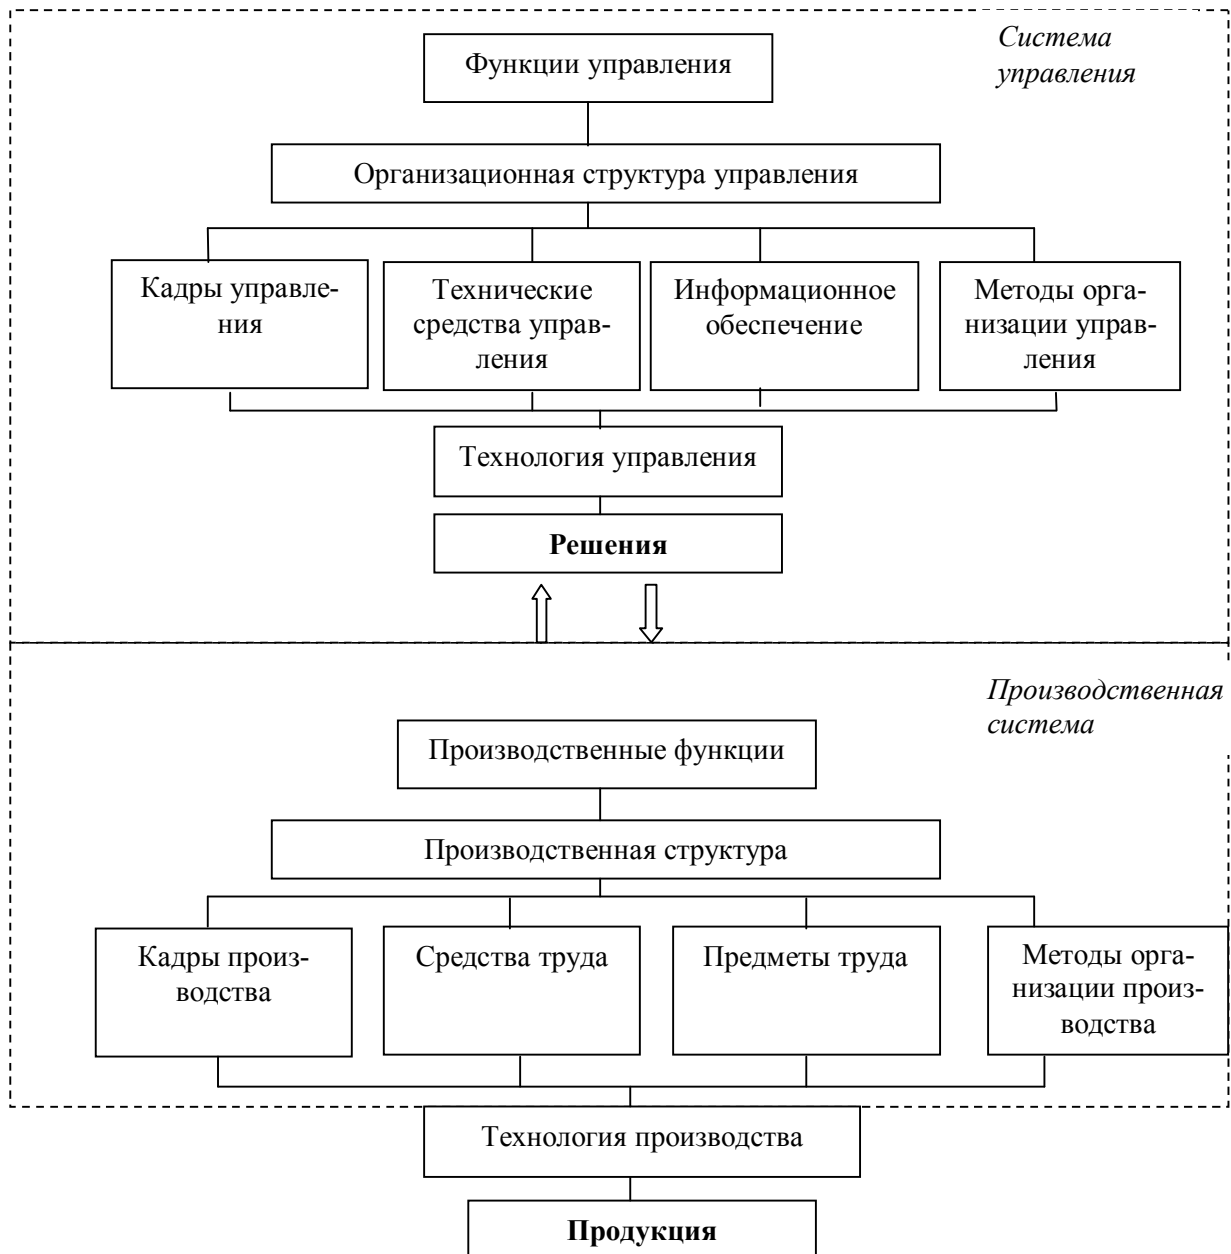 Система
управления
Функции управления
Организационная структура управления
Кадры управле-
ния
Технические
средства управ-
ления
Информационное
обеспечение
Методы орга-
низации управ-
ления
Технология управления
Решения
Производственная
система
Производственные функции
Производственная структура
Кадры произ-
водства
Средства труда
Предметы труда
Методы орга-
низации произ-
водства
Технология производства
Продукция